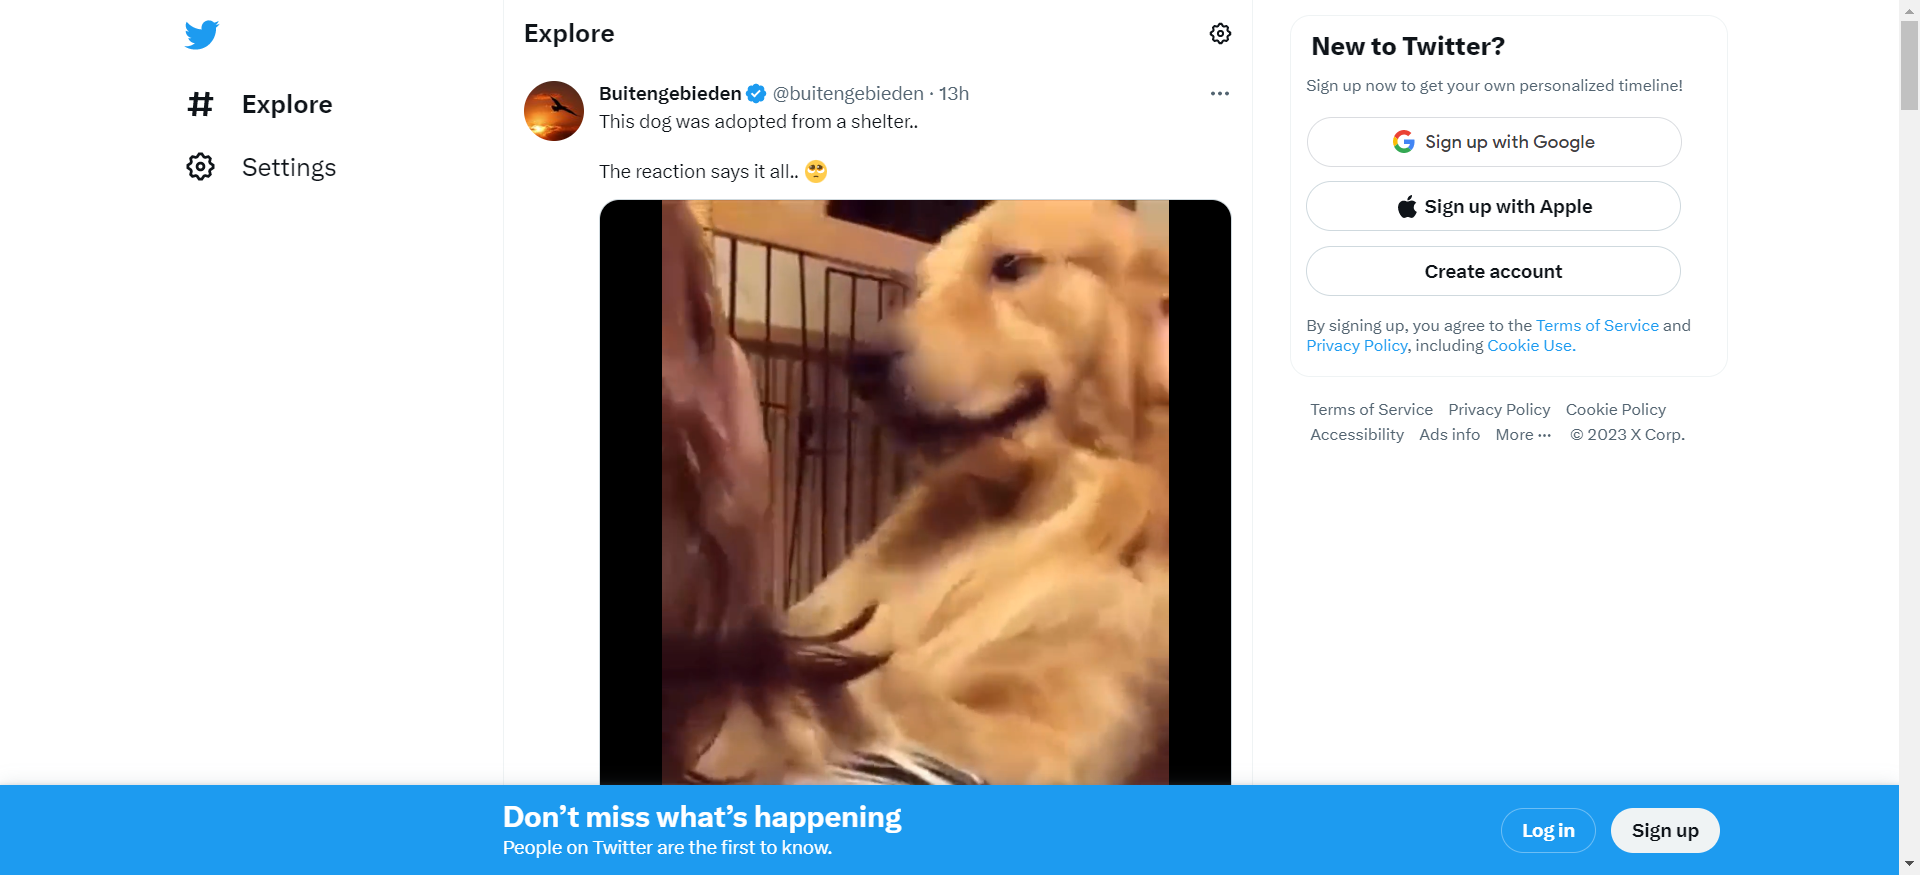 Explore
Settings
Explore
Buitengebieden @buitengebieden · 13h
This dog was adopted from a shelter..
The reaction says it all.. 🥺
New to Twitter?
Sign up now to get your own personalized timeline!
Sign up with Google
Sign up with Apple
Create account
By signing up, you agree to the Terms of Service and
Privacy Policy, including Cookie Use.
Terms of Service Privacy Policy Cookie Policy
Accessibility Ads info More ··· © 2023 X Corp.
Don’t miss what’s happening
People on Twitter are the first to know.
Log in
Sign up